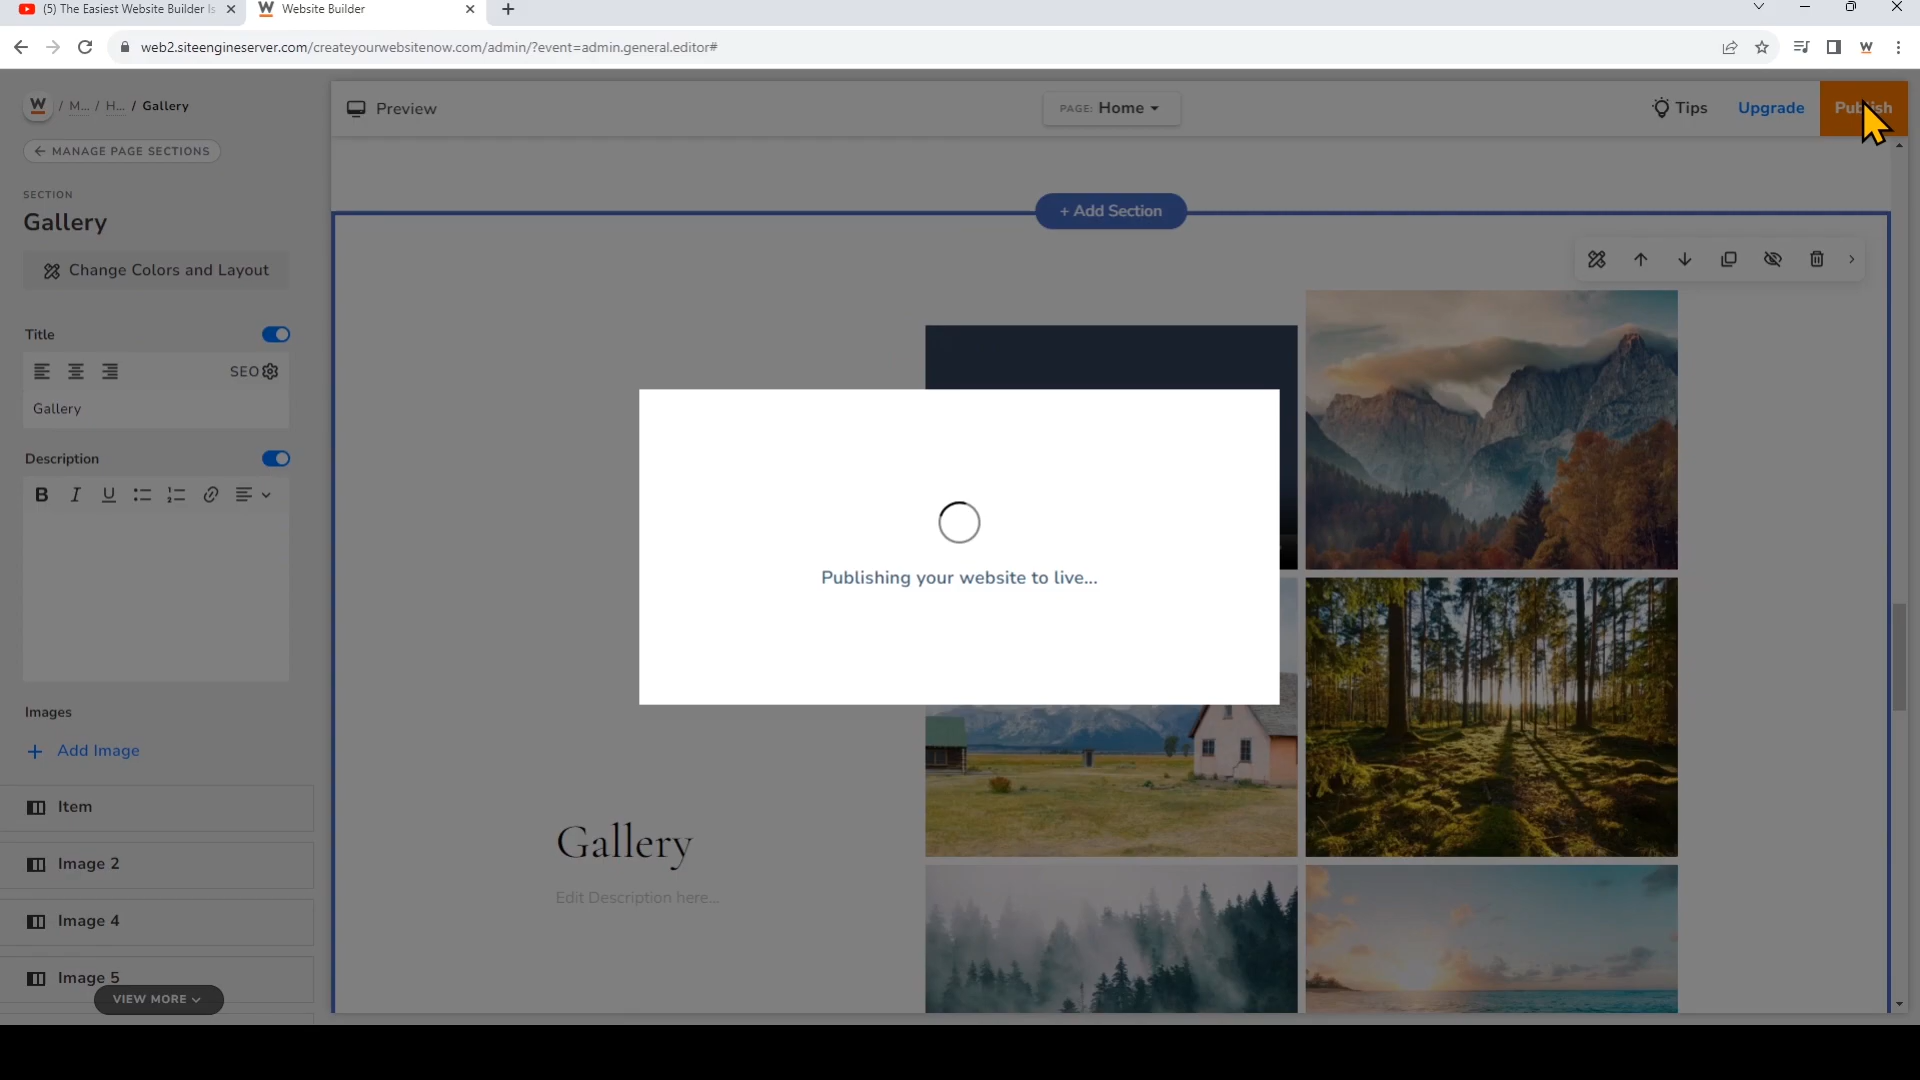 (5) The Easiest Website Builder Is
Website Builder
web2.siteengineserver.com/createyourwebsitenow.com/admin/?event=admin.general.editor#
W / M... / H... / Gallery
MANAGE PAGE SECTIONS
SECTION
Gallery
Change Colors and Layout
Title
SEO
Gallery
Description
B I U
Images
+ Add Image
Item
Image 2
Image 4
Image 5
VIEW MORE
Preview
PAGE: Home
Tips
Upgrade
Publish
+ Add Section
Publishing your website to live...
Gallery
Edit Description here...